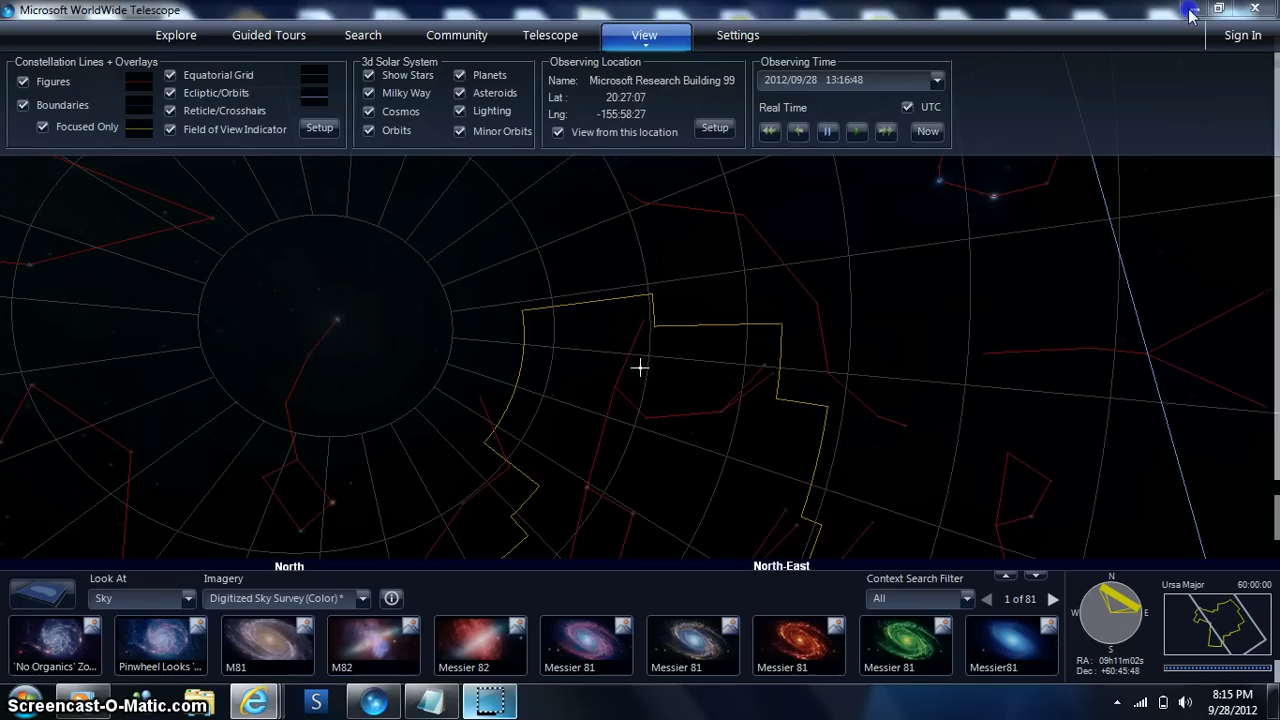 Microsoft WorldWide Telescope
Explore Guided Tours Search Community Telescope View Settings Sign In
Constellation Lines + Overlays
Figures
Boundaries
Focused Only
Equatorial Grid
Ecliptic/Orbits
Reticle/Crosshairs
Field of View Indicator
Setup
3d Solar System
Show Stars
Milky Way
Cosmos
Orbits
Planets
Asteroids
Lighting
Minor Orbits
Observing Location
Name: Microsoft Research Building 99
Lat : 20:27:07
Lng: -155:58:27
View from this location
Setup
Observing Time
2012/09/28 13:16:48
Real Time
UTC
Now
North
North-East
Look At
Sky
Imagery
Digitized Sky Survey (Color) *
Context Search Filter
All
1 of 81
N
W E
S
RA : 09h11m02s
Dec : +60:45:48
Ursa Major 60:00:00
'No Organics' Zo...
Pinwheel Looks '...
M81
M82
Messier 82
Messier 81
Messier 81
Messier 81
Messier 81
Messier81
S
8:15 PM
9/28/2012
Screencast-O-Matic.com